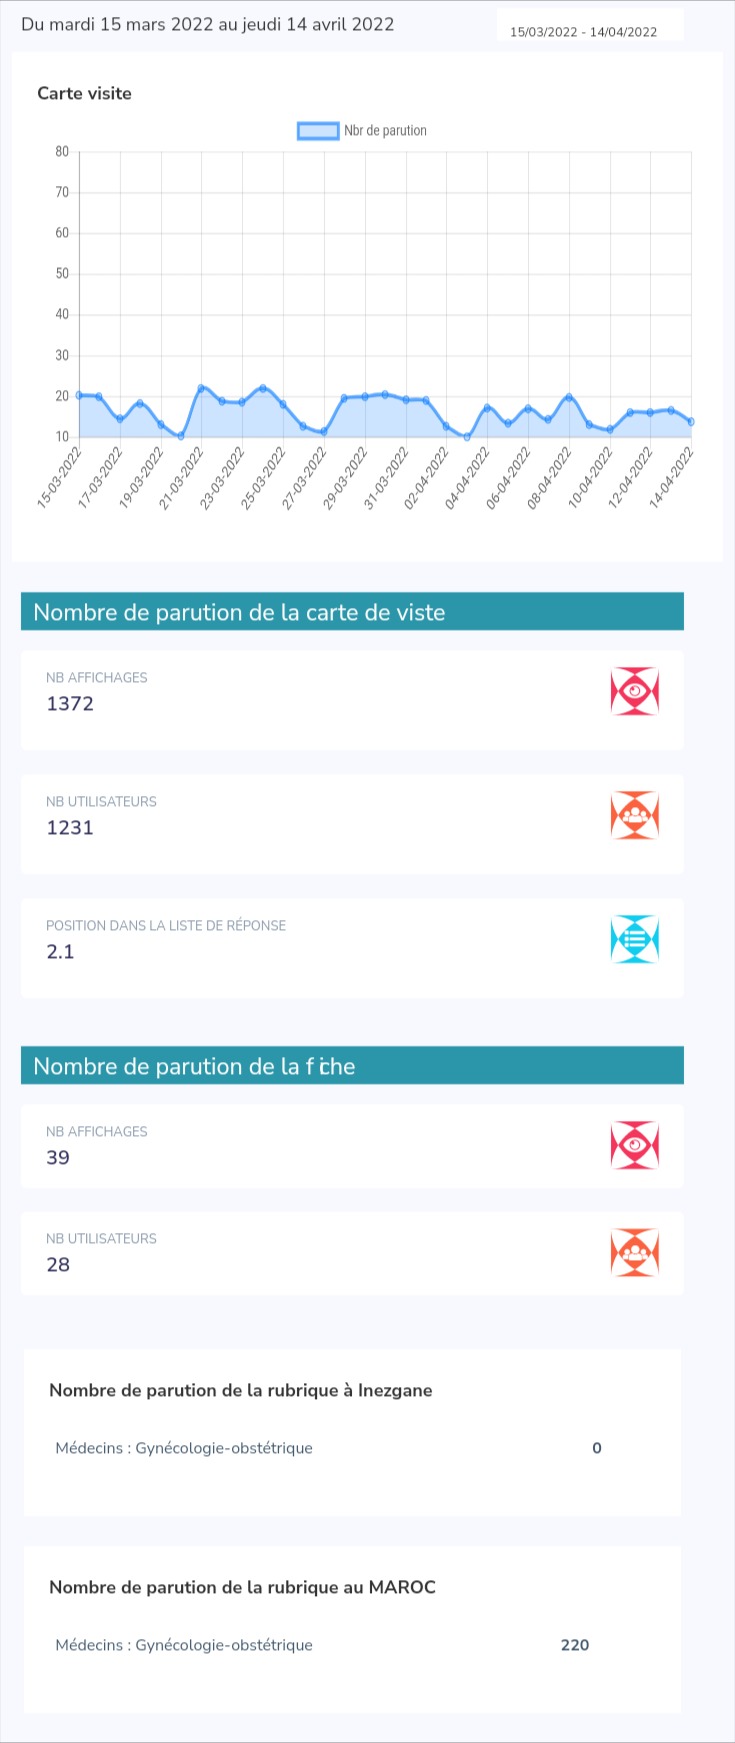 Du mardi 15 mars 2022 au jeudi 14 avril 2022
15/03/2022 - 14/04/2022
Carte visite
Nbr de parution
80
70
60
50
40
30
20
10
15-03-2022
17-03-2022
19-03-2022
21-03-2022
23-03-2022
25-03-2022
27-03-2022
29-03-2022
31-03-2022
02-04-2022
04-04-2022
06-04-2022
08-04-2022
10-04-2022
12-04-2022
14-04-2022
Nombre de parution de la carte de viste
NB AFFICHAGES
1372
NB UTILISATEURS
1231
POSITION DANS LA LISTE DE RÉPONSE
2.1
Nombre de parution de la fiche
NB AFFICHAGES
39
NB UTILISATEURS
28
Nombre de parution de la rubrique à Inezgane
Médecins : Gynécologie-obstétrique 0
Nombre de parution de la rubrique au MAROC
Médecins : Gynécologie-obstétrique 220